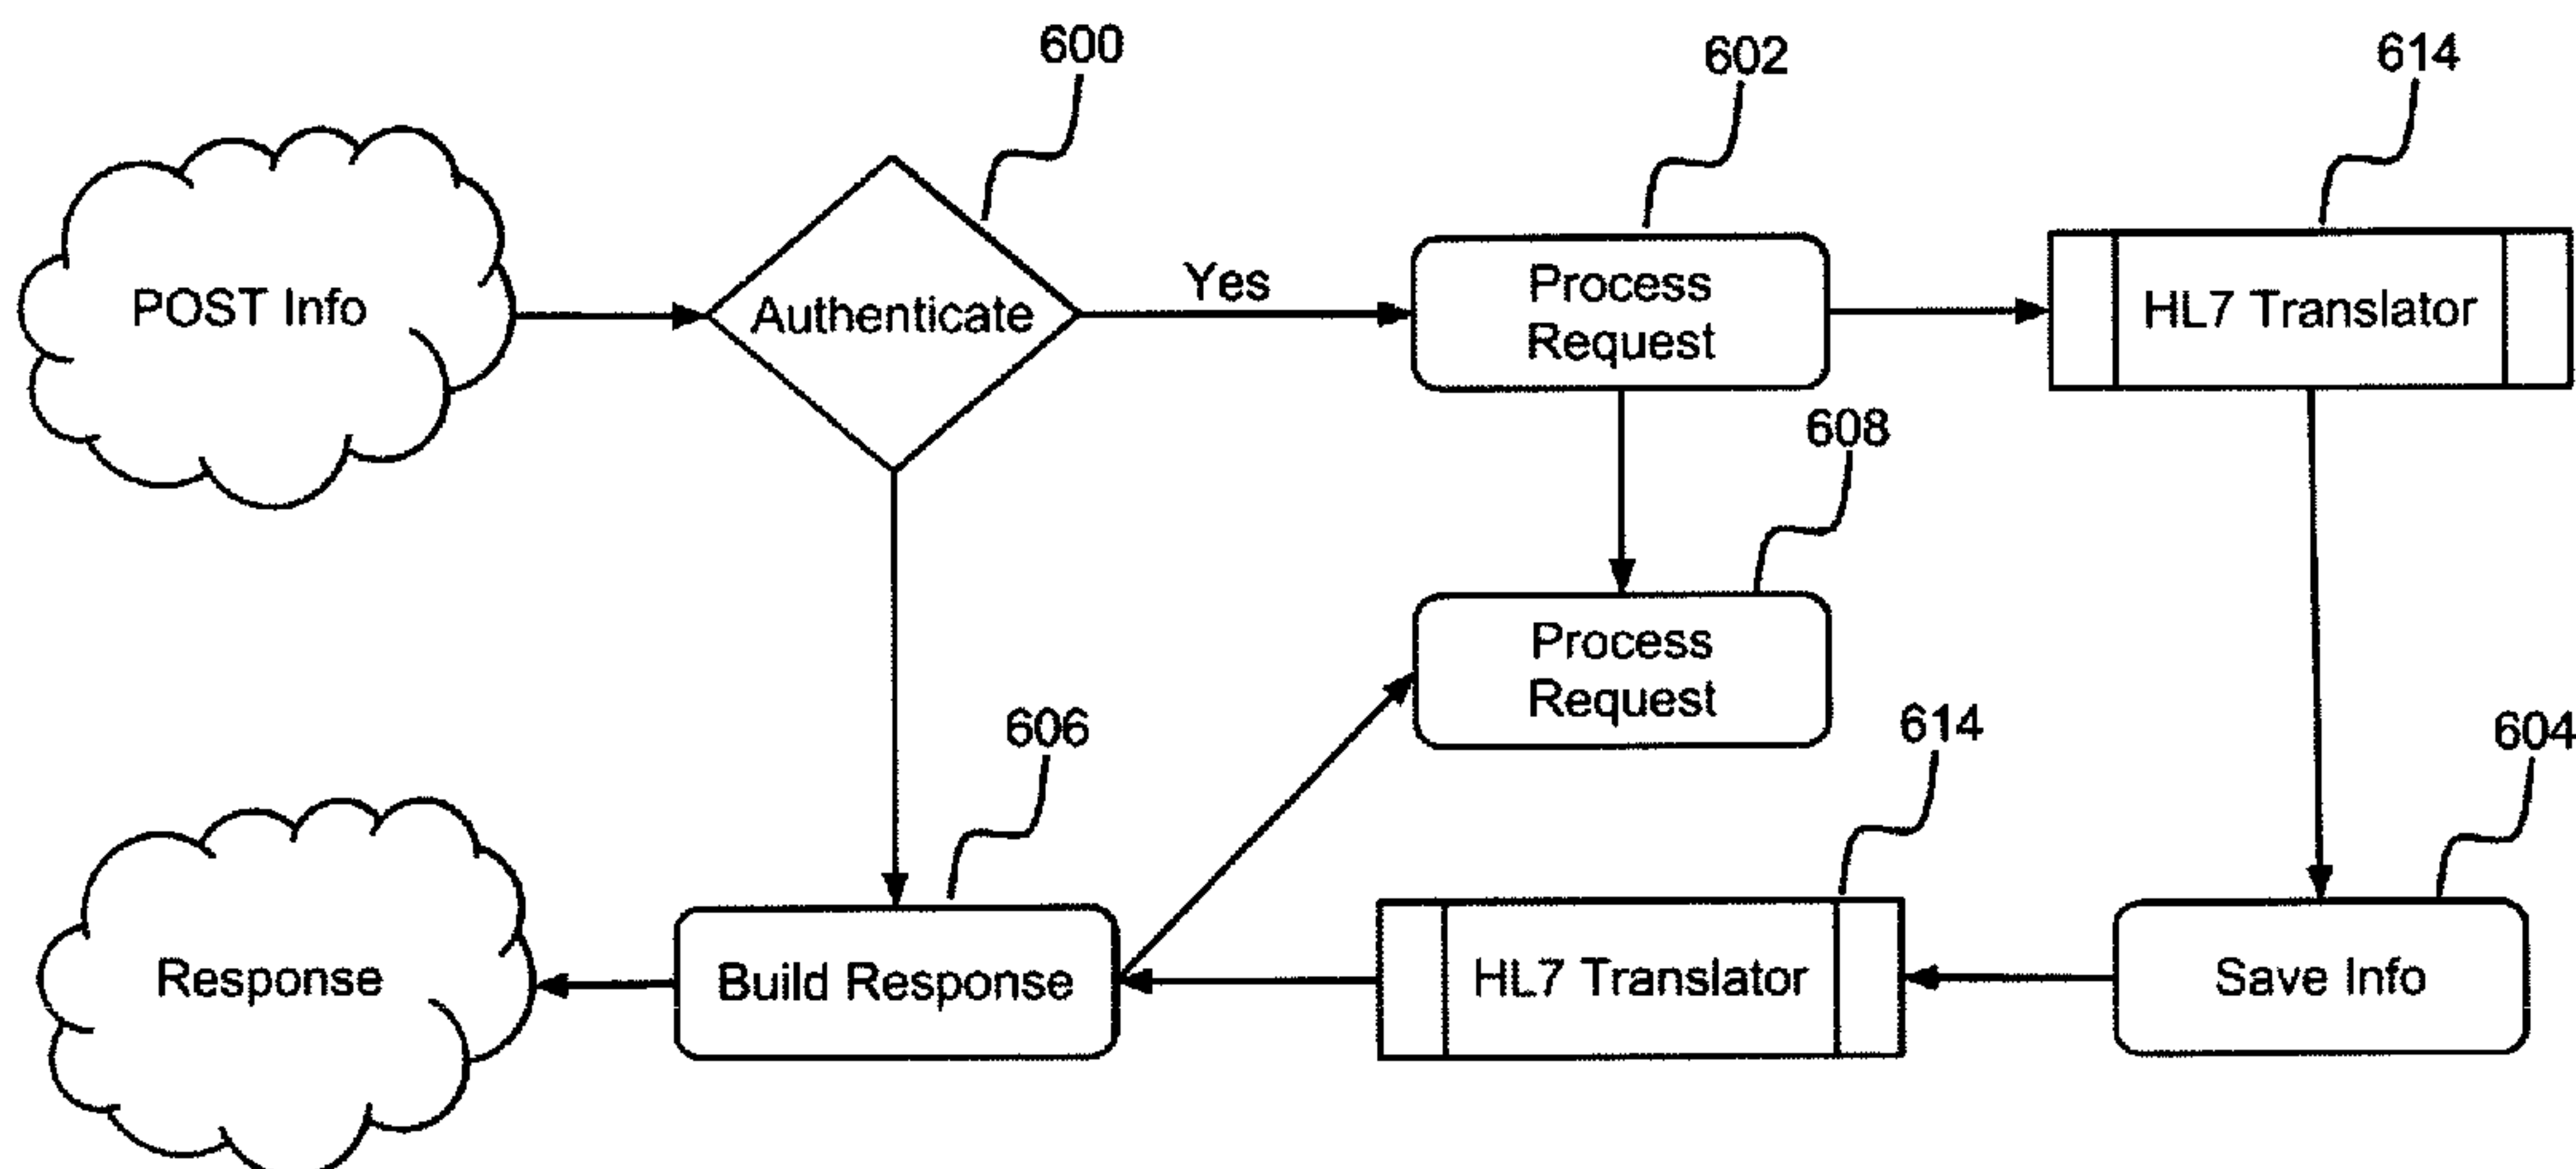 600
602
614
POST Info
Authenticate
Yes
Process
Request
HL7 Translator
608
Process
Request
606
614
604
Response
Build Response
HL7 Translator
Save Info